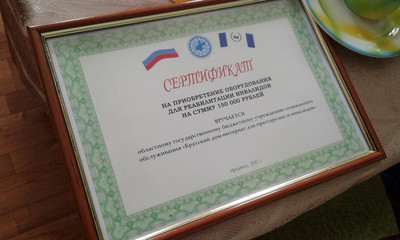 СЕРТИФИКАТ
НА ПРИОБРЕТЕНИЕ ОБОРУДОВАНИЯ
ДЛЯ РЕАБИЛИТАЦИИ ИНВАЛИДОВ
НА СУММУ 150 000 РУБЛЕЙ
ВРУЧАЕТСЯ
областному государственному бюджетному учреждению социального
обслуживания «Братский дом-интернат для престарелых и инвалидов»
Иркутск, 2012 г.